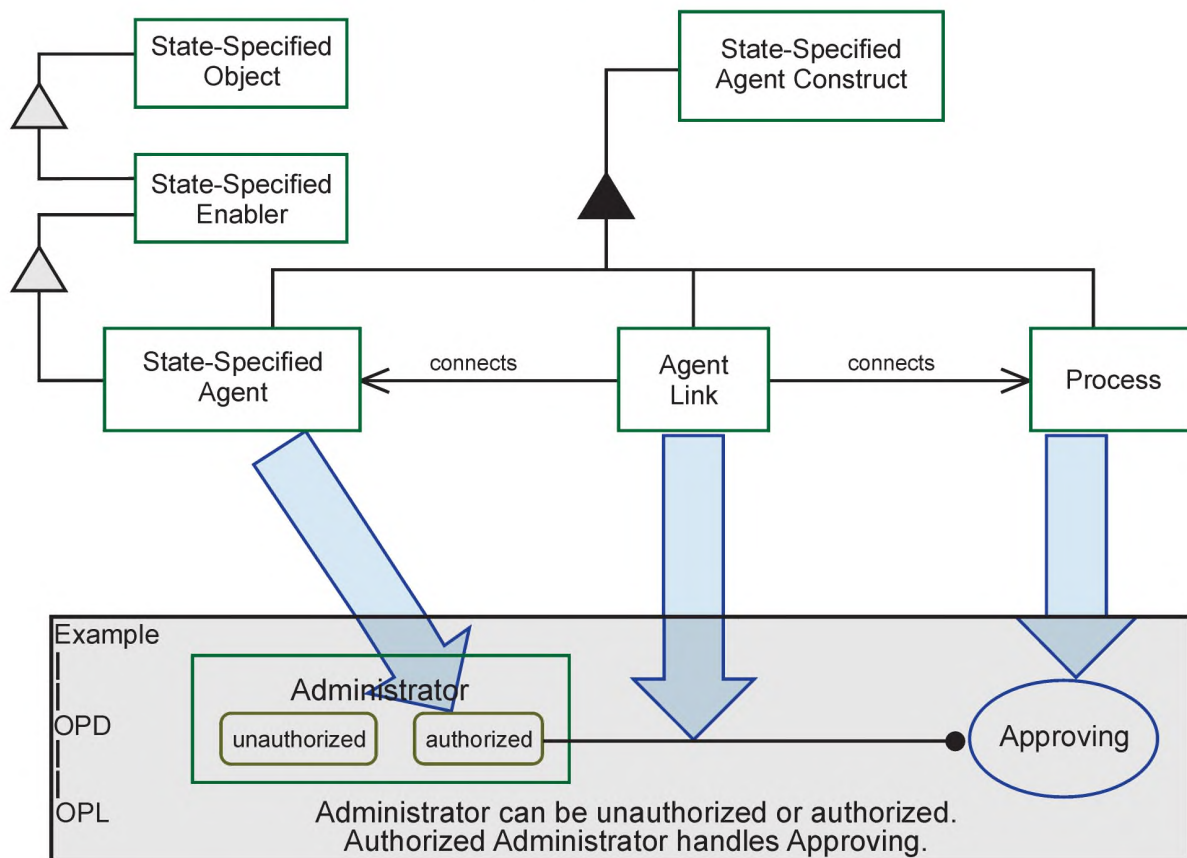 State-Specified
Object
State-Specified
Agent Construct
State-Specified
Enabler
State-Specified
Agent
connects
Agent
Link
connects
Process
Example
OPD
OPL
Administrator
unauthorized
authorized
Approving
Administrator can be unauthorized or authorized.
Authorized Administrator handles Approving.